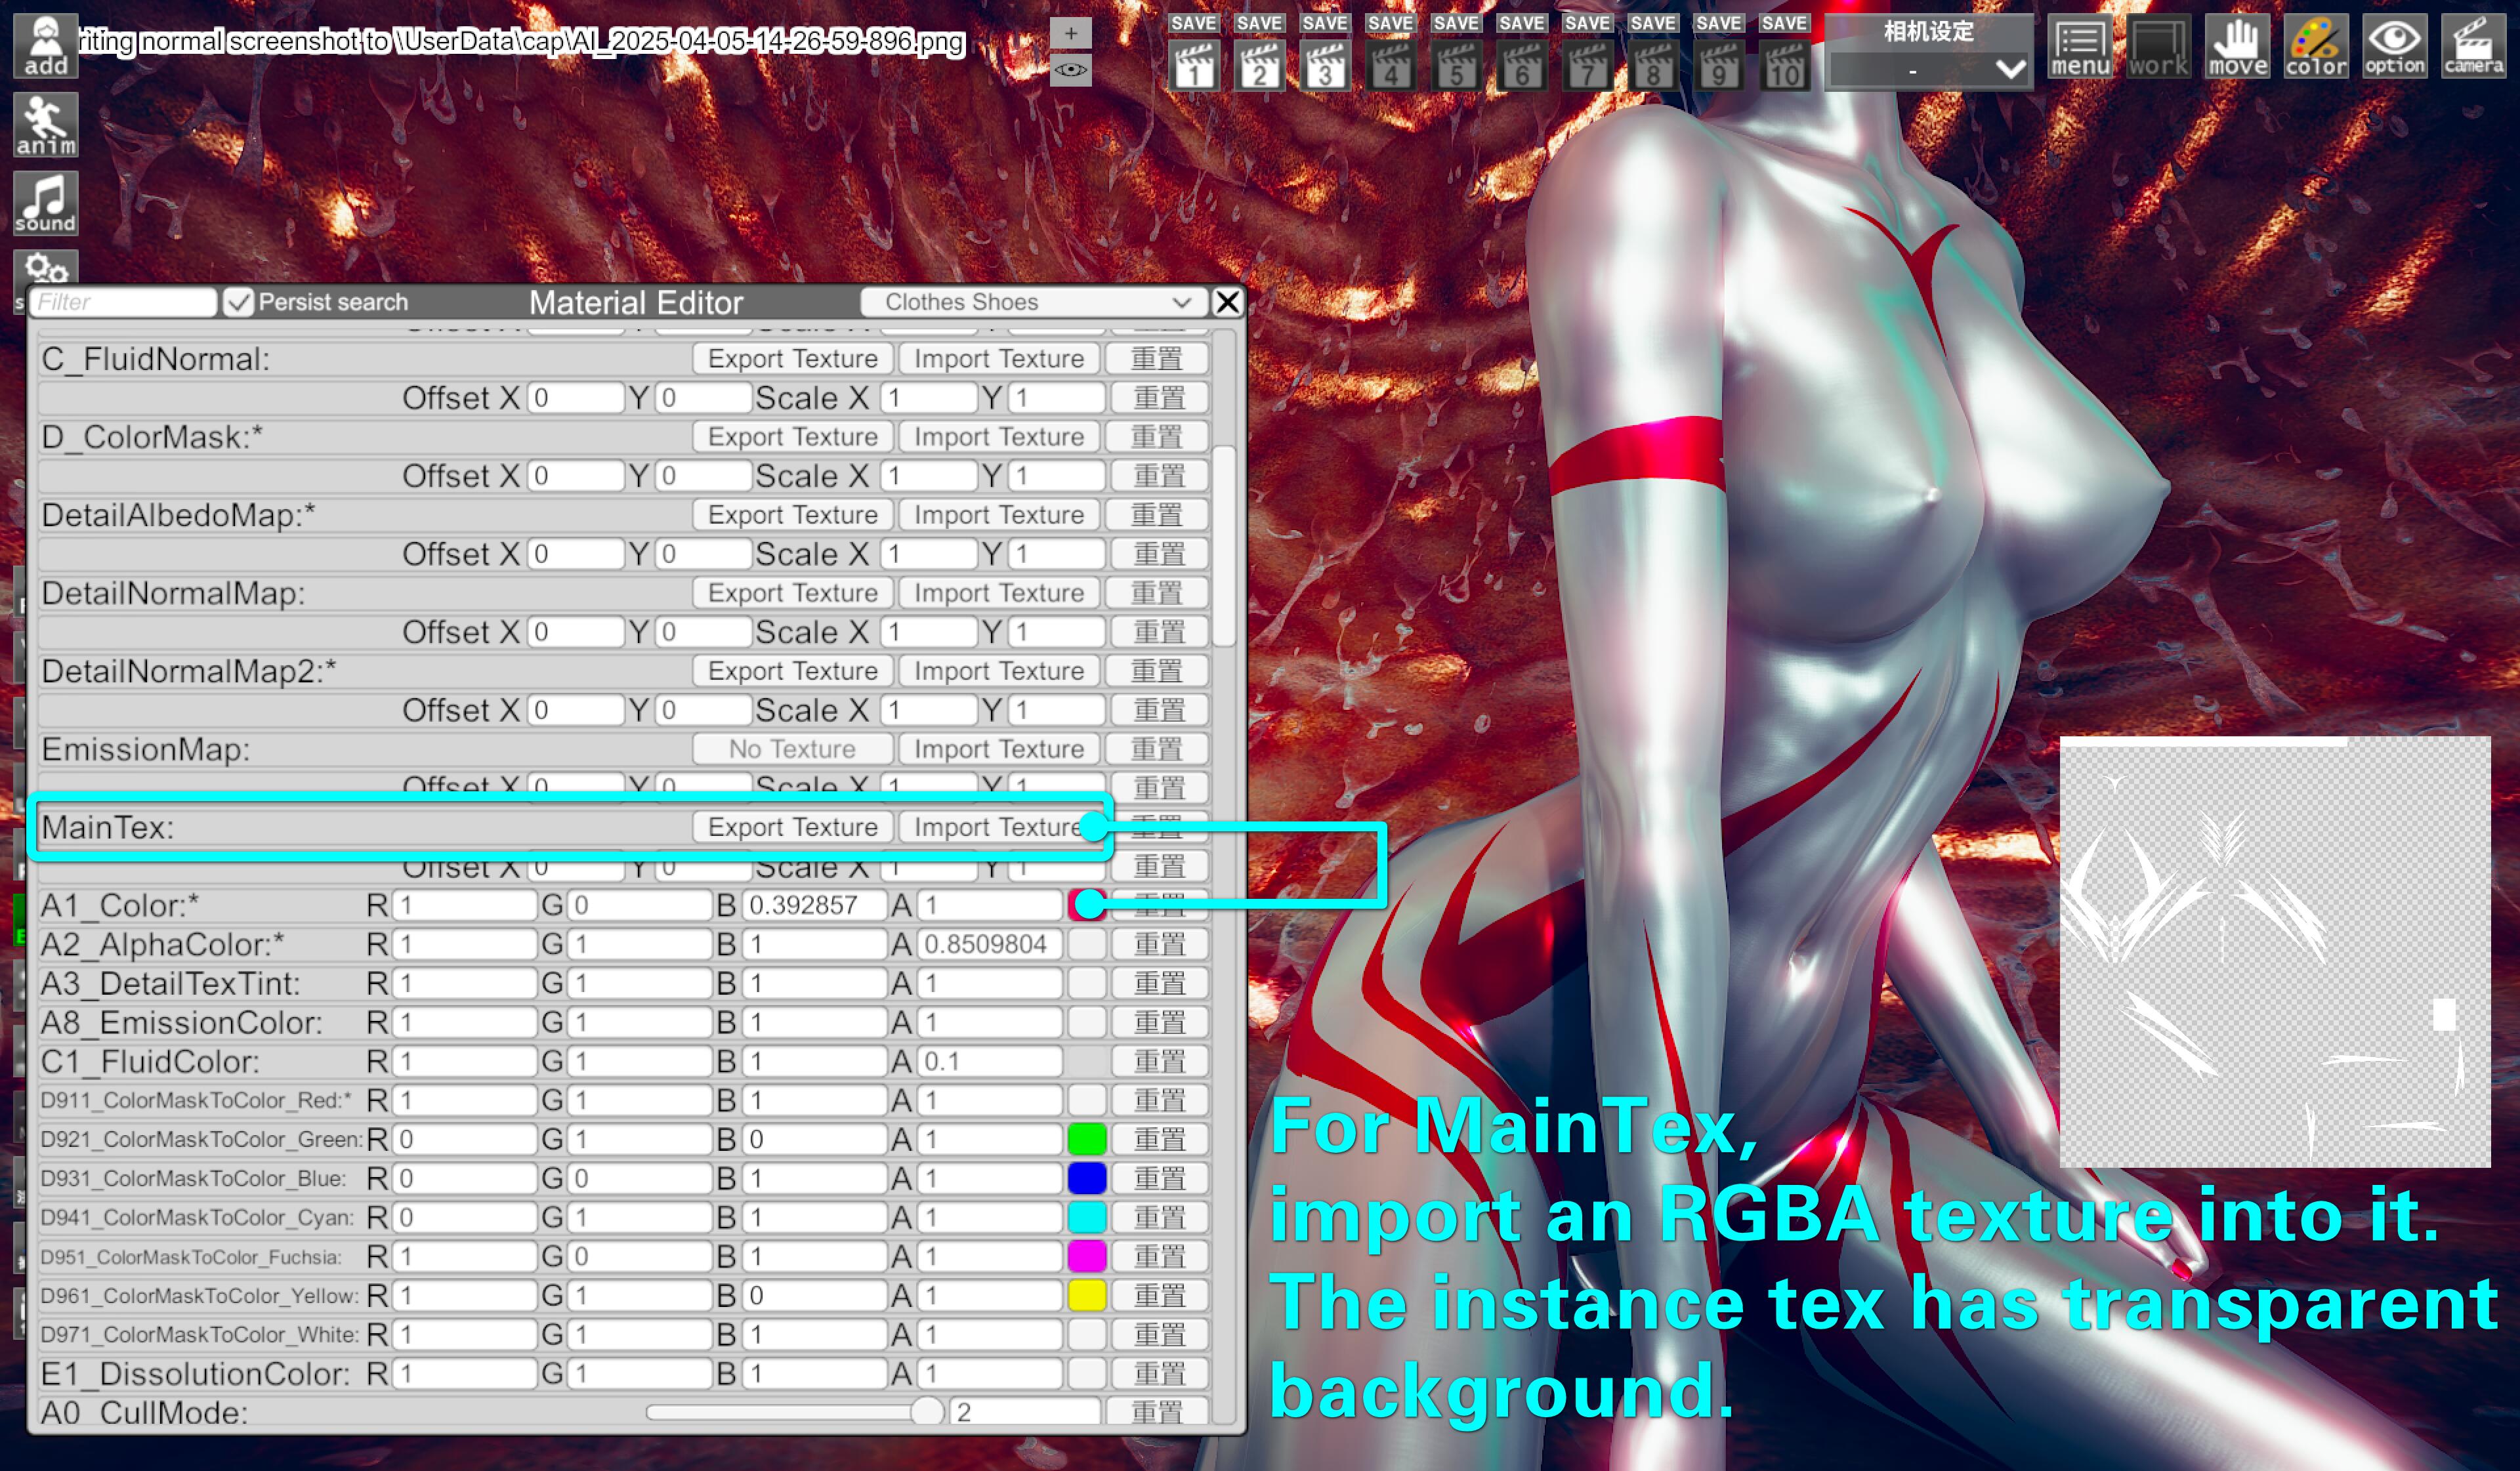 add
riting normal screenshot to \UserData\cap\AI_2025-04-05-14-26-59-896.png
+
SAVE SAVE SAVE SAVE SAVE SAVE SAVE SAVE SAVE SAVE
1 2 3 4 5 6 7 8 9 10
相机设定
-
menu work move color option camera
anim
sound
Filter Persist search Material Editor Clothes Shoes
C_FluidNormal: Export Texture Import Texture 重置
Offset X 0 Y 0 Scale X 1 Y 1 重置
D_ColorMask:* Export Texture Import Texture 重置
Offset X 0 Y 0 Scale X 1 Y 1 重置
DetailAlbedoMap:* Export Texture Import Texture 重置
Offset X 0 Y 0 Scale X 1 Y 1 重置
DetailNormalMap: Export Texture Import Texture 重置
Offset X 0 Y 0 Scale X 1 Y 1 重置
DetailNormalMap2:* Export Texture Import Texture 重置
Offset X 0 Y 0 Scale X 1 Y 1 重置
EmissionMap: No Texture Import Texture 重置
Offset X 0 Y 0 Scale X 1 Y 1 重置
MainTex: Export Texture Import Texture 重置
Offset X 0 Y 0 Scale X 1 Y 1 重置
A1_Color:* R 1 G 0 B 0.392857 A 1 重置
A2_AlphaColor:* R 1 G 1 B 1 A 0.8509804 重置
A3_DetailTexTint: R 1 G 1 B 1 A 1 重置
A8_EmissionColor: R 1 G 1 B 1 A 1 重置
C1_FluidColor: R 1 G 1 B 1 A 0.1 重置
D911_ColorMaskToColor_Red:* R 1 G 1 B 1 A 1 重置
D921_ColorMaskToColor_Green: R 0 G 1 B 0 A 1 重置
D931_ColorMaskToColor_Blue: R 0 G 0 B 1 A 1 重置
D941_ColorMaskToColor_Cyan: R 0 G 1 B 1 A 1 重置
D951_ColorMaskToColor_Fuchsia: R 1 G 0 B 1 A 1 重置
D961_ColorMaskToColor_Yellow: R 1 G 1 B 0 A 1 重置
D971_ColorMaskToColor_White: R 1 G 1 B 1 A 1 重置
E1_DissolutionColor: R 1 G 1 B 1 A 1 重置
A0_CullMode: 2 重置
For MainTex,
import an RGBA texture into it.
The instance tex has transparent
background.